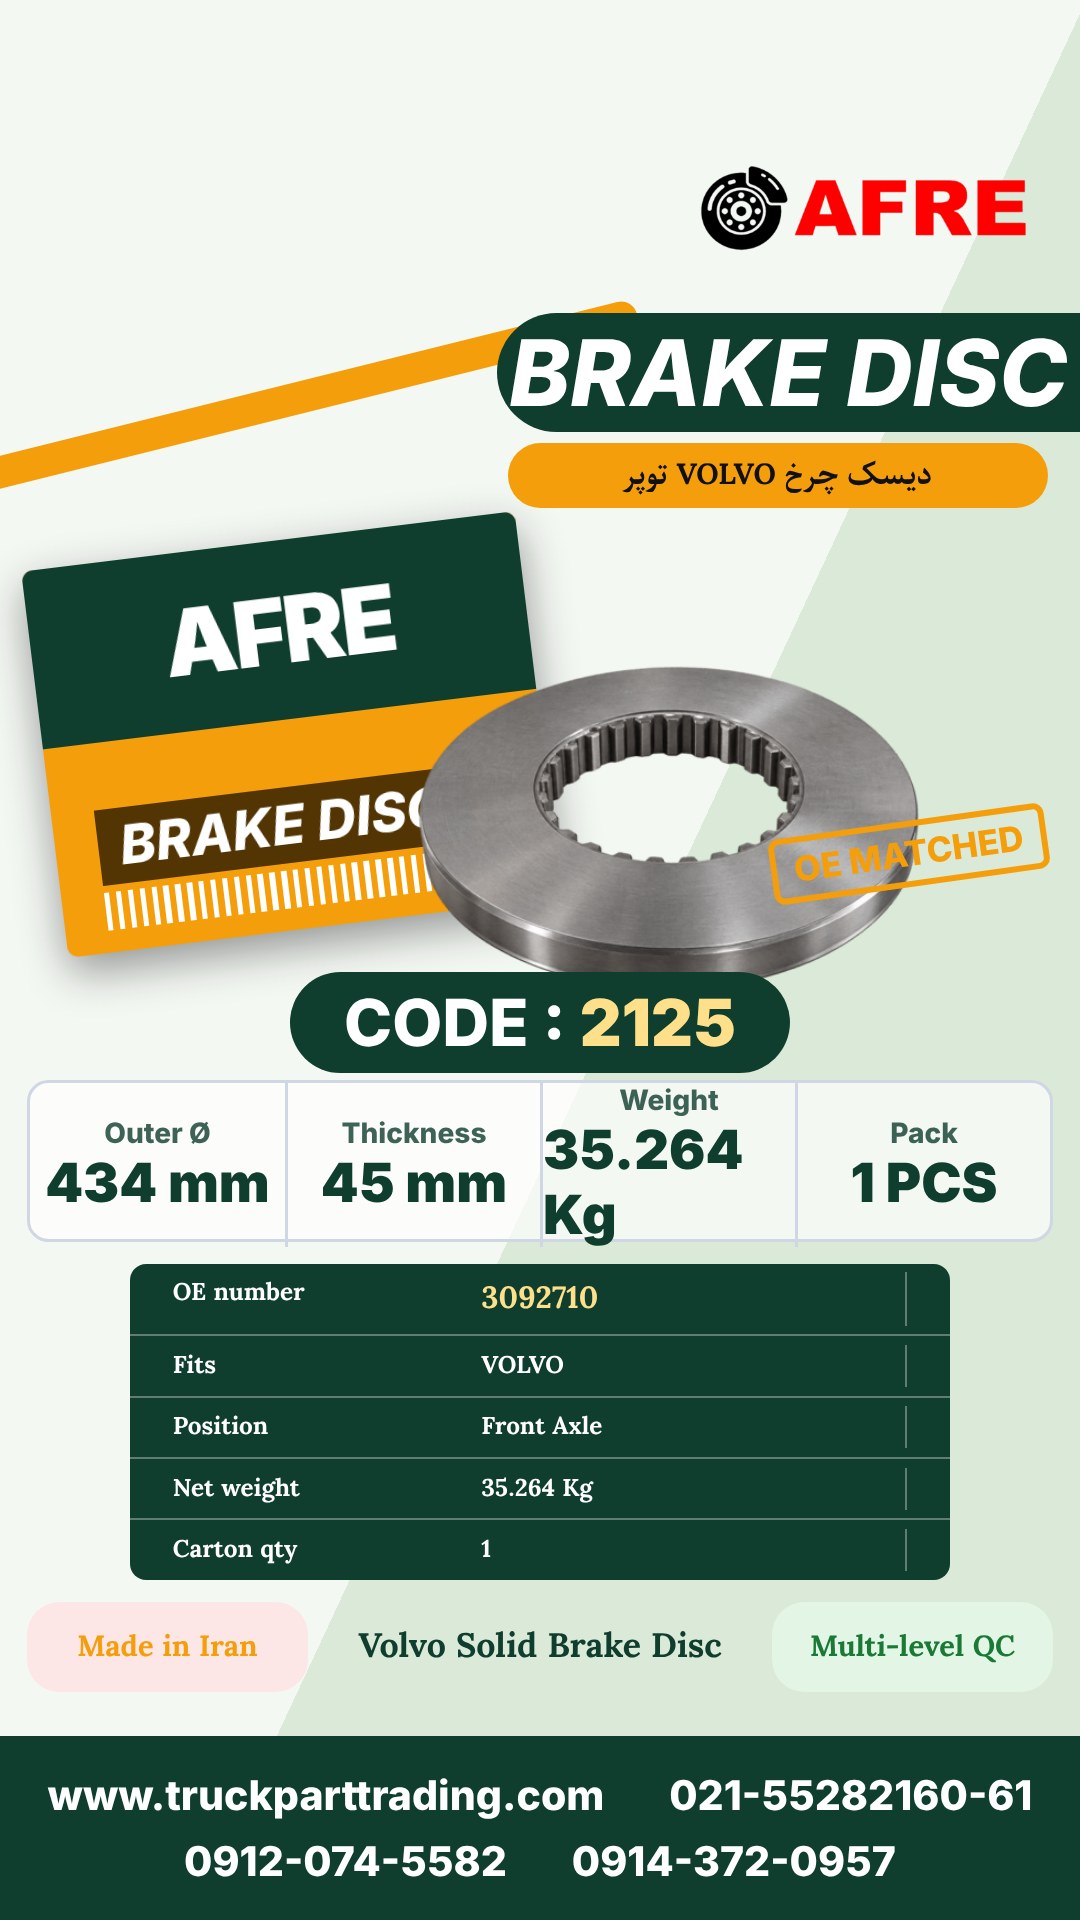 AFRE
BRAKE DISC
دیسک چرخ VOLVO توپر
AFRE
BRAKE DISC
OE MATCHED
CODE : 2125
Outer Ø
434 mm
Thickness
45 mm
Weight
35.264
Kg
Pack
1 PCS
OE number 3092710
Fits VOLVO
Position Front Axle
Net weight 35.264 Kg
Carton qty 1
Made in Iran
Volvo Solid Brake Disc
Multi-level QC
www.truckparttrading.com 021-55282160-61
0912-074-5582 0914-372-0957